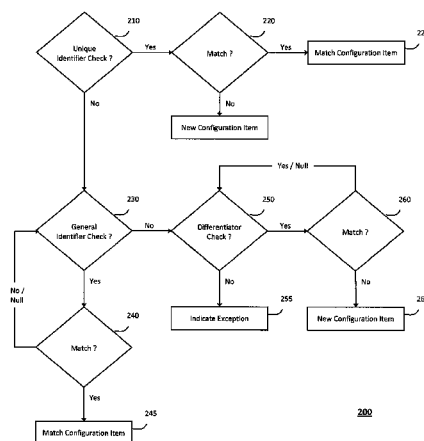 210
220
22
Unique
Identifier Check ?
Yes
Match ?
Yes
Match Configuration Item
No
No
New Configuration Item
Yes / Null
230
250
260
General
Identifier Check ?
No
Differentiator
Check ?
Yes
Match ?
No /
Null
Yes
No
No
240
255
26
Match ?
Indicate Exception
New Configuration Item
Yes
245
200
Match Configuration Item